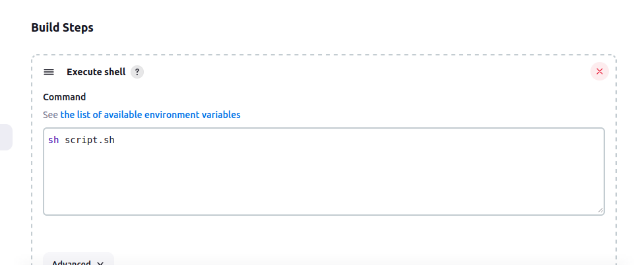 Build Steps
Execute shell ?
Command
See the list of available environment variables
sh script.sh
Advanced